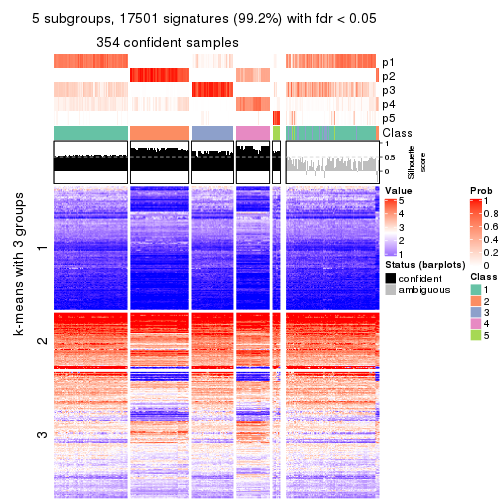 5 subgroups, 17501 signatures (99.2%) with fdr < 0.05
354 confident samples
p1
p2
p3
p4
p5
Class
1
0.5
0
Silhouette
score
k-means with 3 groups
1
2
3
Value
5
4
3
2
1
Status (barplots)
confident
ambiguous
Prob
1
0.8
0.6
0.4
0.2
0
Class
1
2
3
4
5